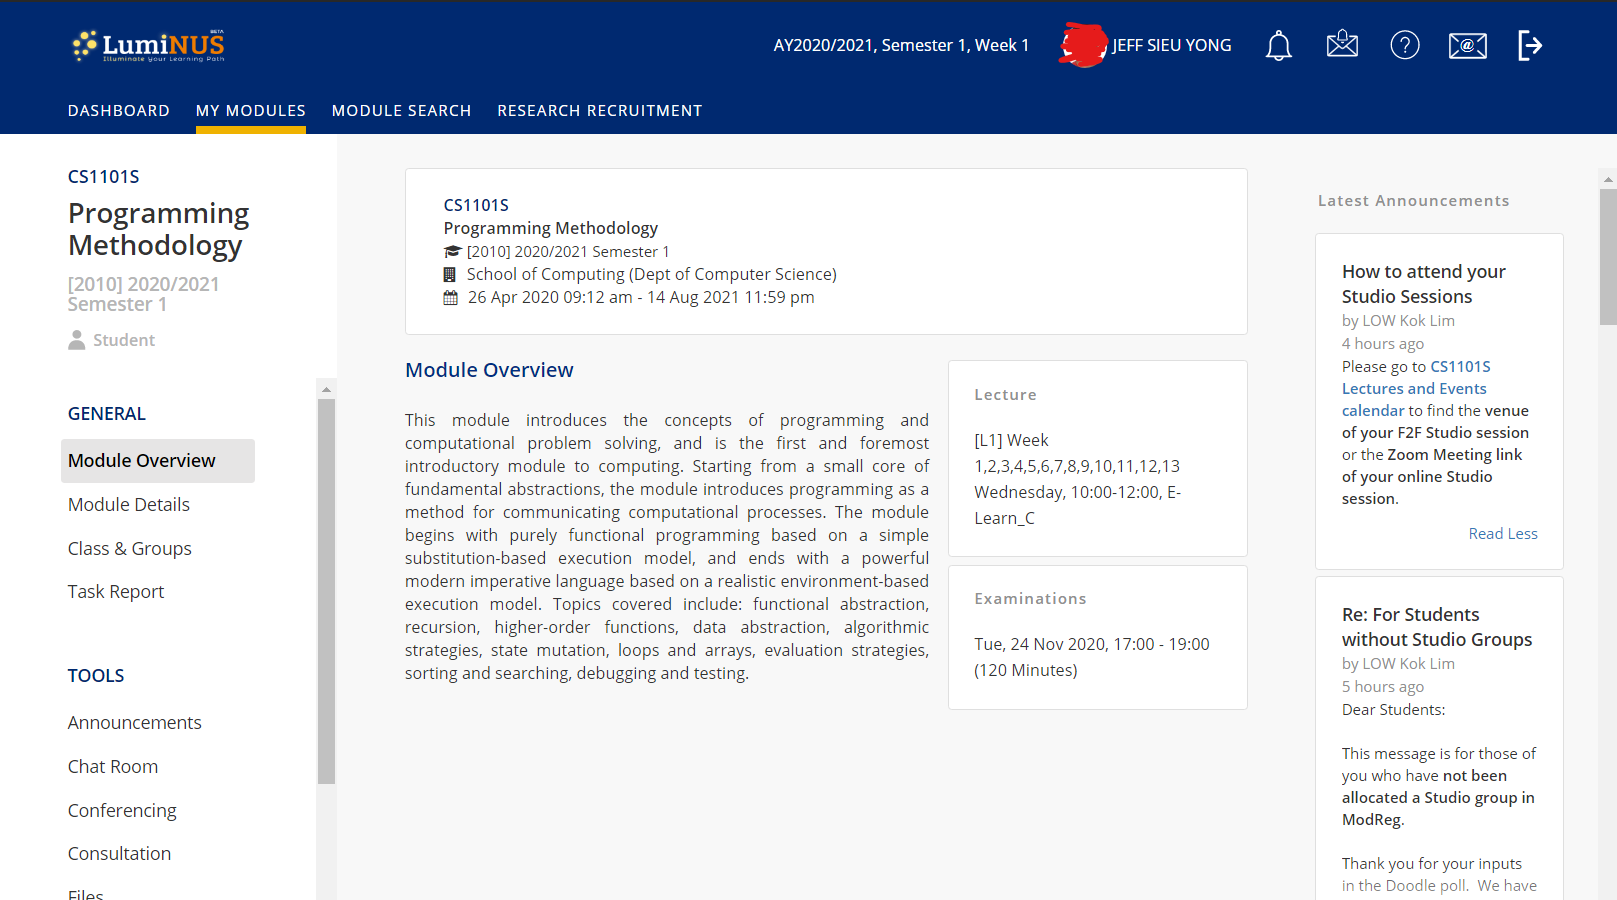 LumiNUS
BETA
Illuminate your Learning Path
AY2020/2021, Semester 1, Week 1
JEFF SIEU YONG
DASHBOARD
MY MODULES
MODULE SEARCH
RESEARCH RECRUITMENT
CS1101S
Programming
Methodology
[2010] 2020/2021
Semester 1
Student
GENERAL
Module Overview
Module Details
Class & Groups
Task Report
TOOLS
Announcements
Chat Room
Conferencing
Consultation
Files
CS1101S
Programming Methodology
[2010] 2020/2021 Semester 1
School of Computing (Dept of Computer Science)
26 Apr 2020 09:12 am - 14 Aug 2021 11:59 pm
Module Overview
This module introduces the concepts of programming and
computational problem solving, and is the first and foremost
introductory module to computing. Starting from a small core of
fundamental abstractions, the module introduces programming as a
method for communicating computational processes. The module
begins with purely functional programming based on a simple
substitution-based execution model, and ends with a powerful
modern imperative language based on a realistic environment-based
execution model. Topics covered include: functional abstraction,
recursion, higher-order functions, data abstraction, algorithmic
strategies, state mutation, loops and arrays, evaluation strategies,
sorting and searching, debugging and testing.
Lecture
[L1] Week
1,2,3,4,5,6,7,8,9,10,11,12,13
Wednesday, 10:00-12:00, E-
Learn_C
Examinations
Tue, 24 Nov 2020, 17:00 - 19:00
(120 Minutes)
Latest Announcements
How to attend your
Studio Sessions
by LOW Kok Lim
4 hours ago
Please go to CS1101S
Lectures and Events
calendar to find the venue
of your F2F Studio session
or the Zoom Meeting link
of your online Studio
session.
Read Less
Re: For Students
without Studio Groups
by LOW Kok Lim
5 hours ago
Dear Students:
This message is for those of
you who have not been
allocated a Studio group in
ModReg.
Thank you for your inputs
in the Doodle poll. We have